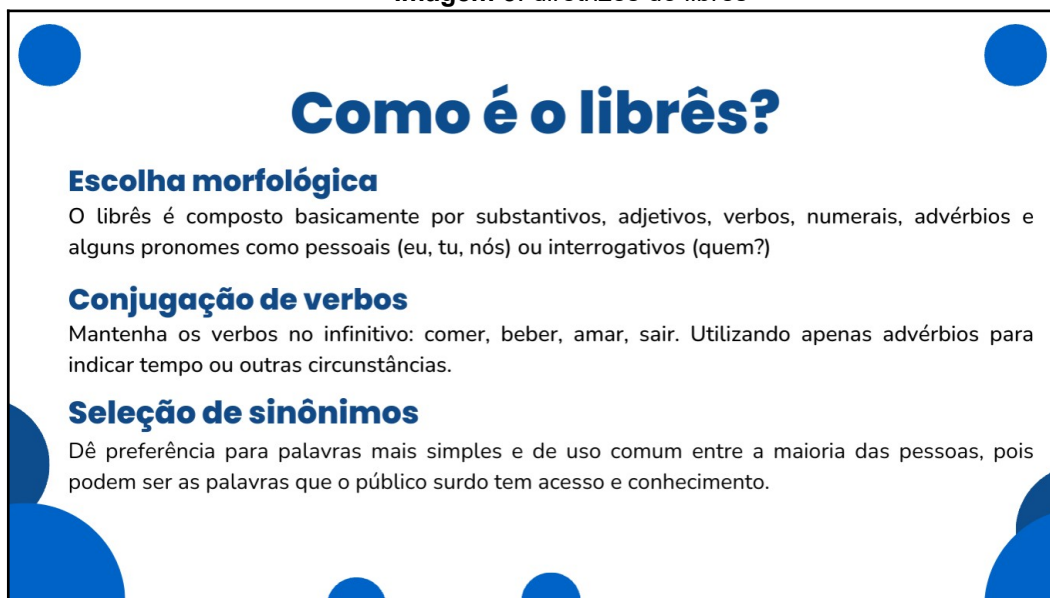 Como é o librês?
Escolha morfológica
O librês é composto basicamente por substantivos, adjetivos, verbos, numerais, advérbios e
alguns pronomes como pessoais (eu, tu, nós) ou interrogativos (quem?)
Conjugação de verbos
Mantenha os verbos no infinitivo: comer, beber, amar, sair. Utilizando apenas advérbios para
indicar tempo ou outras circunstâncias.
Seleção de sinônimos
Dê preferência para palavras mais simples e de uso comum entre a maioria das pessoas, pois
podem ser as palavras que o público surdo tem acesso e conhecimento.